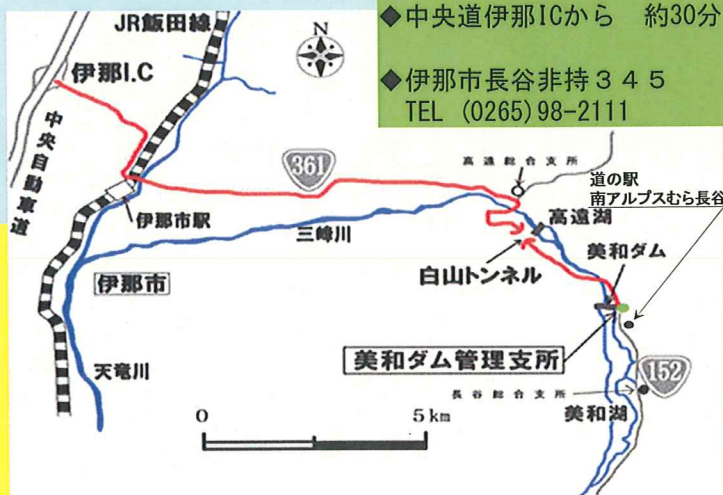 ◆中央道伊那ICから 約30分
◆伊那市長谷非持３４５
TEL (0265)98-2111
JR飯田線
N
伊那I.C
中央自動車道
361
高遠総合支所
道の駅
南アルプスむら長谷
伊那市駅
三峰川
高遠湖
美和ダム
伊那市
白山トンネル
天竜川
美和ダム管理支所
152
長谷総合支所
美和湖
0
5km